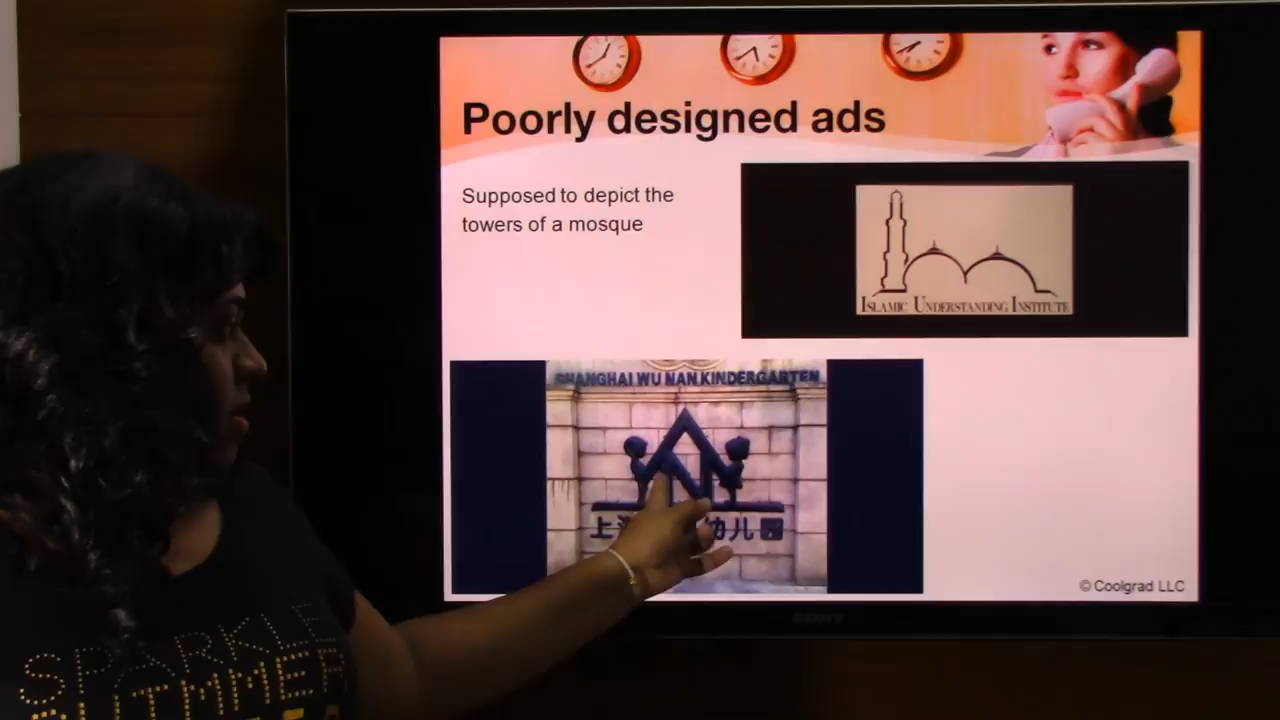 Poorly designed ads
Supposed to depict the
towers of a mosque
ISLAMIC UNDERSTANDING INSTITUTE
SHANGHAI WU NAN KINDERGARTEN
上 幼儿园
© Coolgrad LLC
SONY
SPARKLE